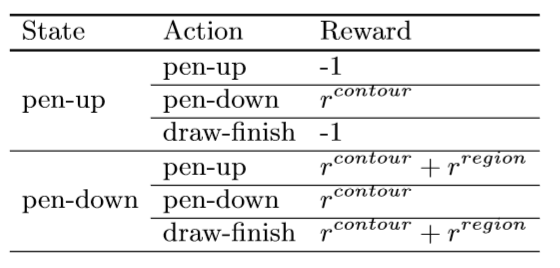 State Action Reward
pen-up -1
pen-up pen-down r^{contour}
draw-finish -1
pen-up r^{contour} + r^{region}
pen-down pen-down r^{contour}
draw-finish r^{contour} + r^{region}